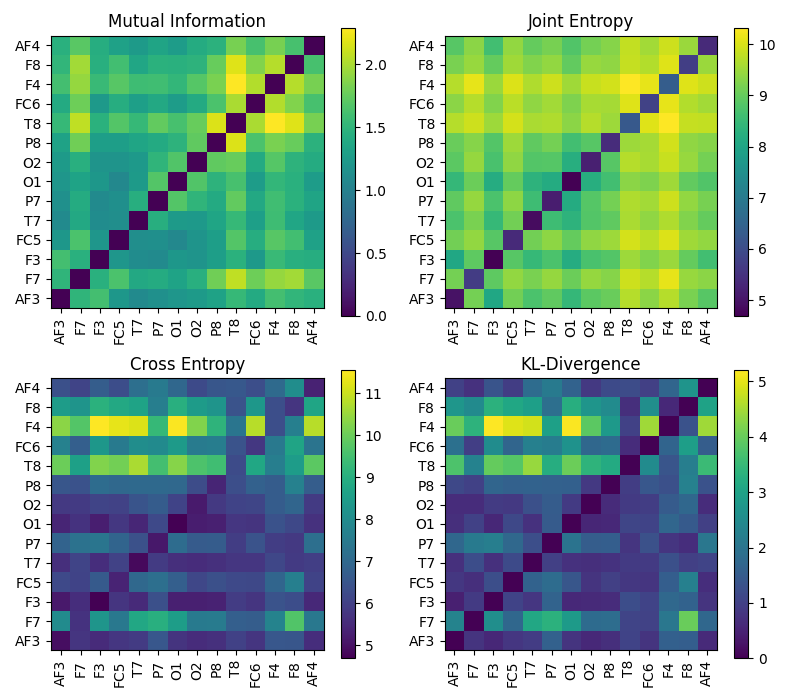 Mutual Information
AF4
F8
F4
FC6
T8
P8
O2
O1
P7
T7
FC5
F3
F7
AF3
AF3
F7
F3
FC5
T7
P7
O1
O2
P8
T8
FC6
F4
F8
AF4
2.0
1.5
1.0
0.5
0.0
Joint Entropy
AF4
F8
F4
FC6
T8
P8
O2
O1
P7
T7
FC5
F3
F7
AF3
AF3
F7
F3
FC5
T7
P7
O1
O2
P8
T8
FC6
F4
F8
AF4
10
9
8
7
6
5
Cross Entropy
AF4
F8
F4
FC6
T8
P8
O2
O1
P7
T7
FC5
F3
F7
AF3
AF3
F7
F3
FC5
T7
P7
O1
O2
P8
T8
FC6
F4
F8
AF4
11
10
9
8
7
6
5
KL-Divergence
AF4
F8
F4
FC6
T8
P8
O2
O1
P7
T7
FC5
F3
F7
AF3
AF3
F7
F3
FC5
T7
P7
O1
O2
P8
T8
FC6
F4
F8
AF4
5
4
3
2
1
0